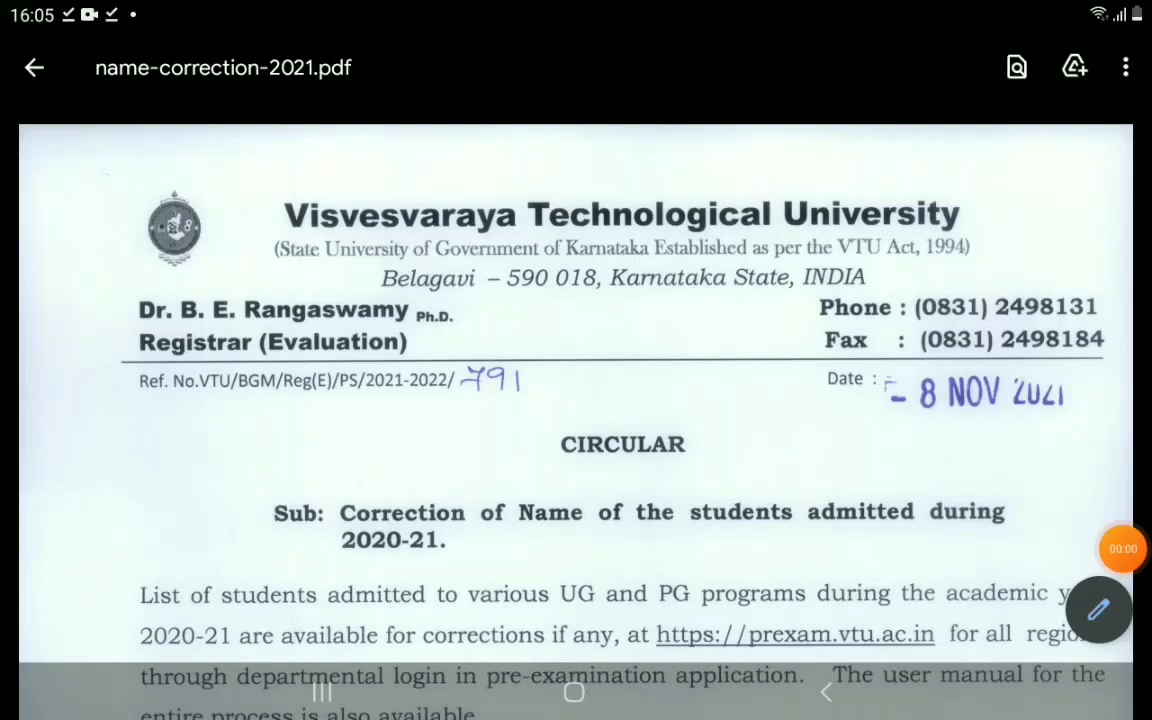 16:05
name-correction-2021.pdf
Visvesvaraya Technological University
(State University of Government of Karnataka Established as per the VTU Act, 1994)
Belagavi – 590 018, Karnataka State, INDIA
Dr. B. E. Rangaswamy Ph.D.
Phone : (0831) 2498131
Registrar (Evaluation)
Fax : (0831) 2498184
Ref. No.VTU/BGM/Reg(E)/PS/2021-2022/ 791
Date : - 8 NOV 2021
CIRCULAR
Sub: Correction of Name of the students admitted during
2020-21.
List of students admitted to various UG and PG programs during the academic
2020-21 are available for corrections if any, at https://prexam.vtu.ac.in for all
through departmental login in pre-examination application. The user manual for the
entire process is also available
00:00